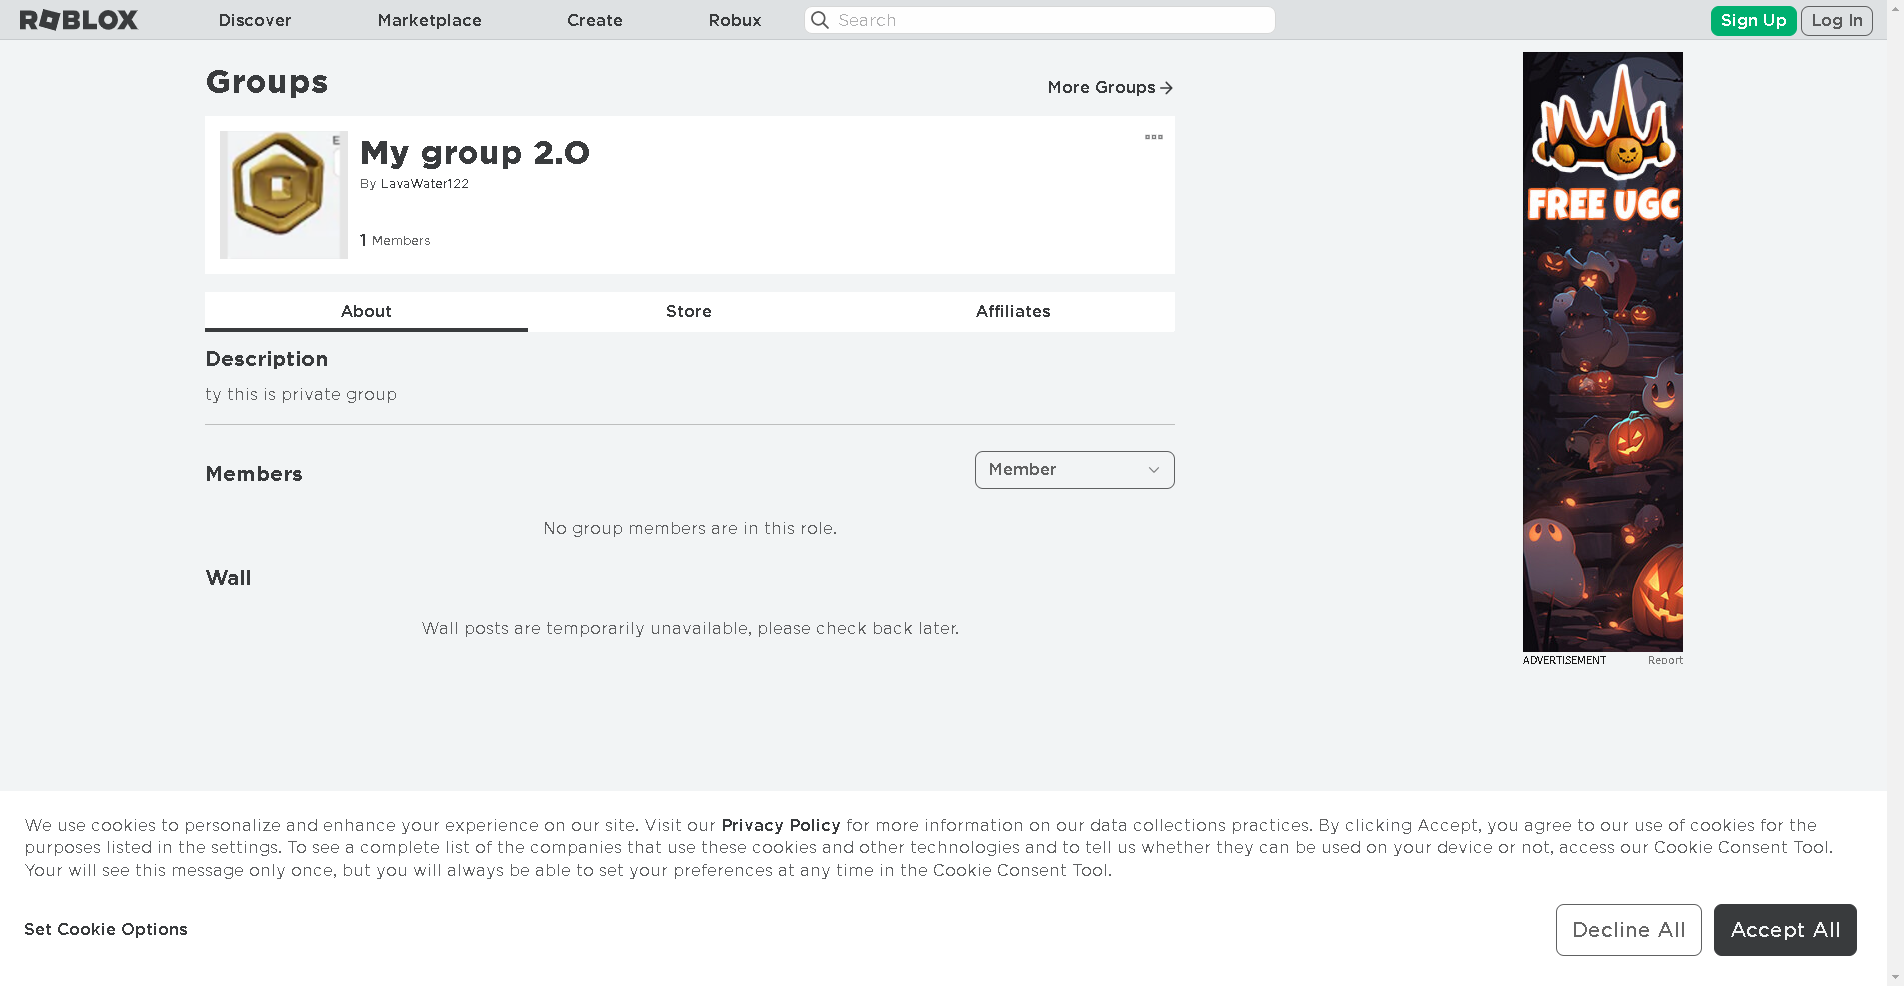 ROBLOX Discover Marketplace Create Robux Search Sign Up Log In
Groups
More Groups
E
My group 2.0
By LavaWater122
1 Members
About Store Affiliates
Description
ty this is private group
Members
Member
No group members are in this role.
Wall
Wall posts are temporarily unavailable, please check back later.
FREE UGC
ADVERTISEMENT Report
We use cookies to personalize and enhance your experience on our site. Visit our Privacy Policy for more information on our data collections practices. By clicking Accept, you agree to our use of cookies for the
purposes listed in the settings. To see a complete list of the companies that use these cookies and other technologies and to tell us whether they can be used on your device or not, access our Cookie Consent Tool.
Your will see this message only once, but you will always be able to set your preferences at any time in the Cookie Consent Tool.
Set Cookie Options
Decline All Accept All